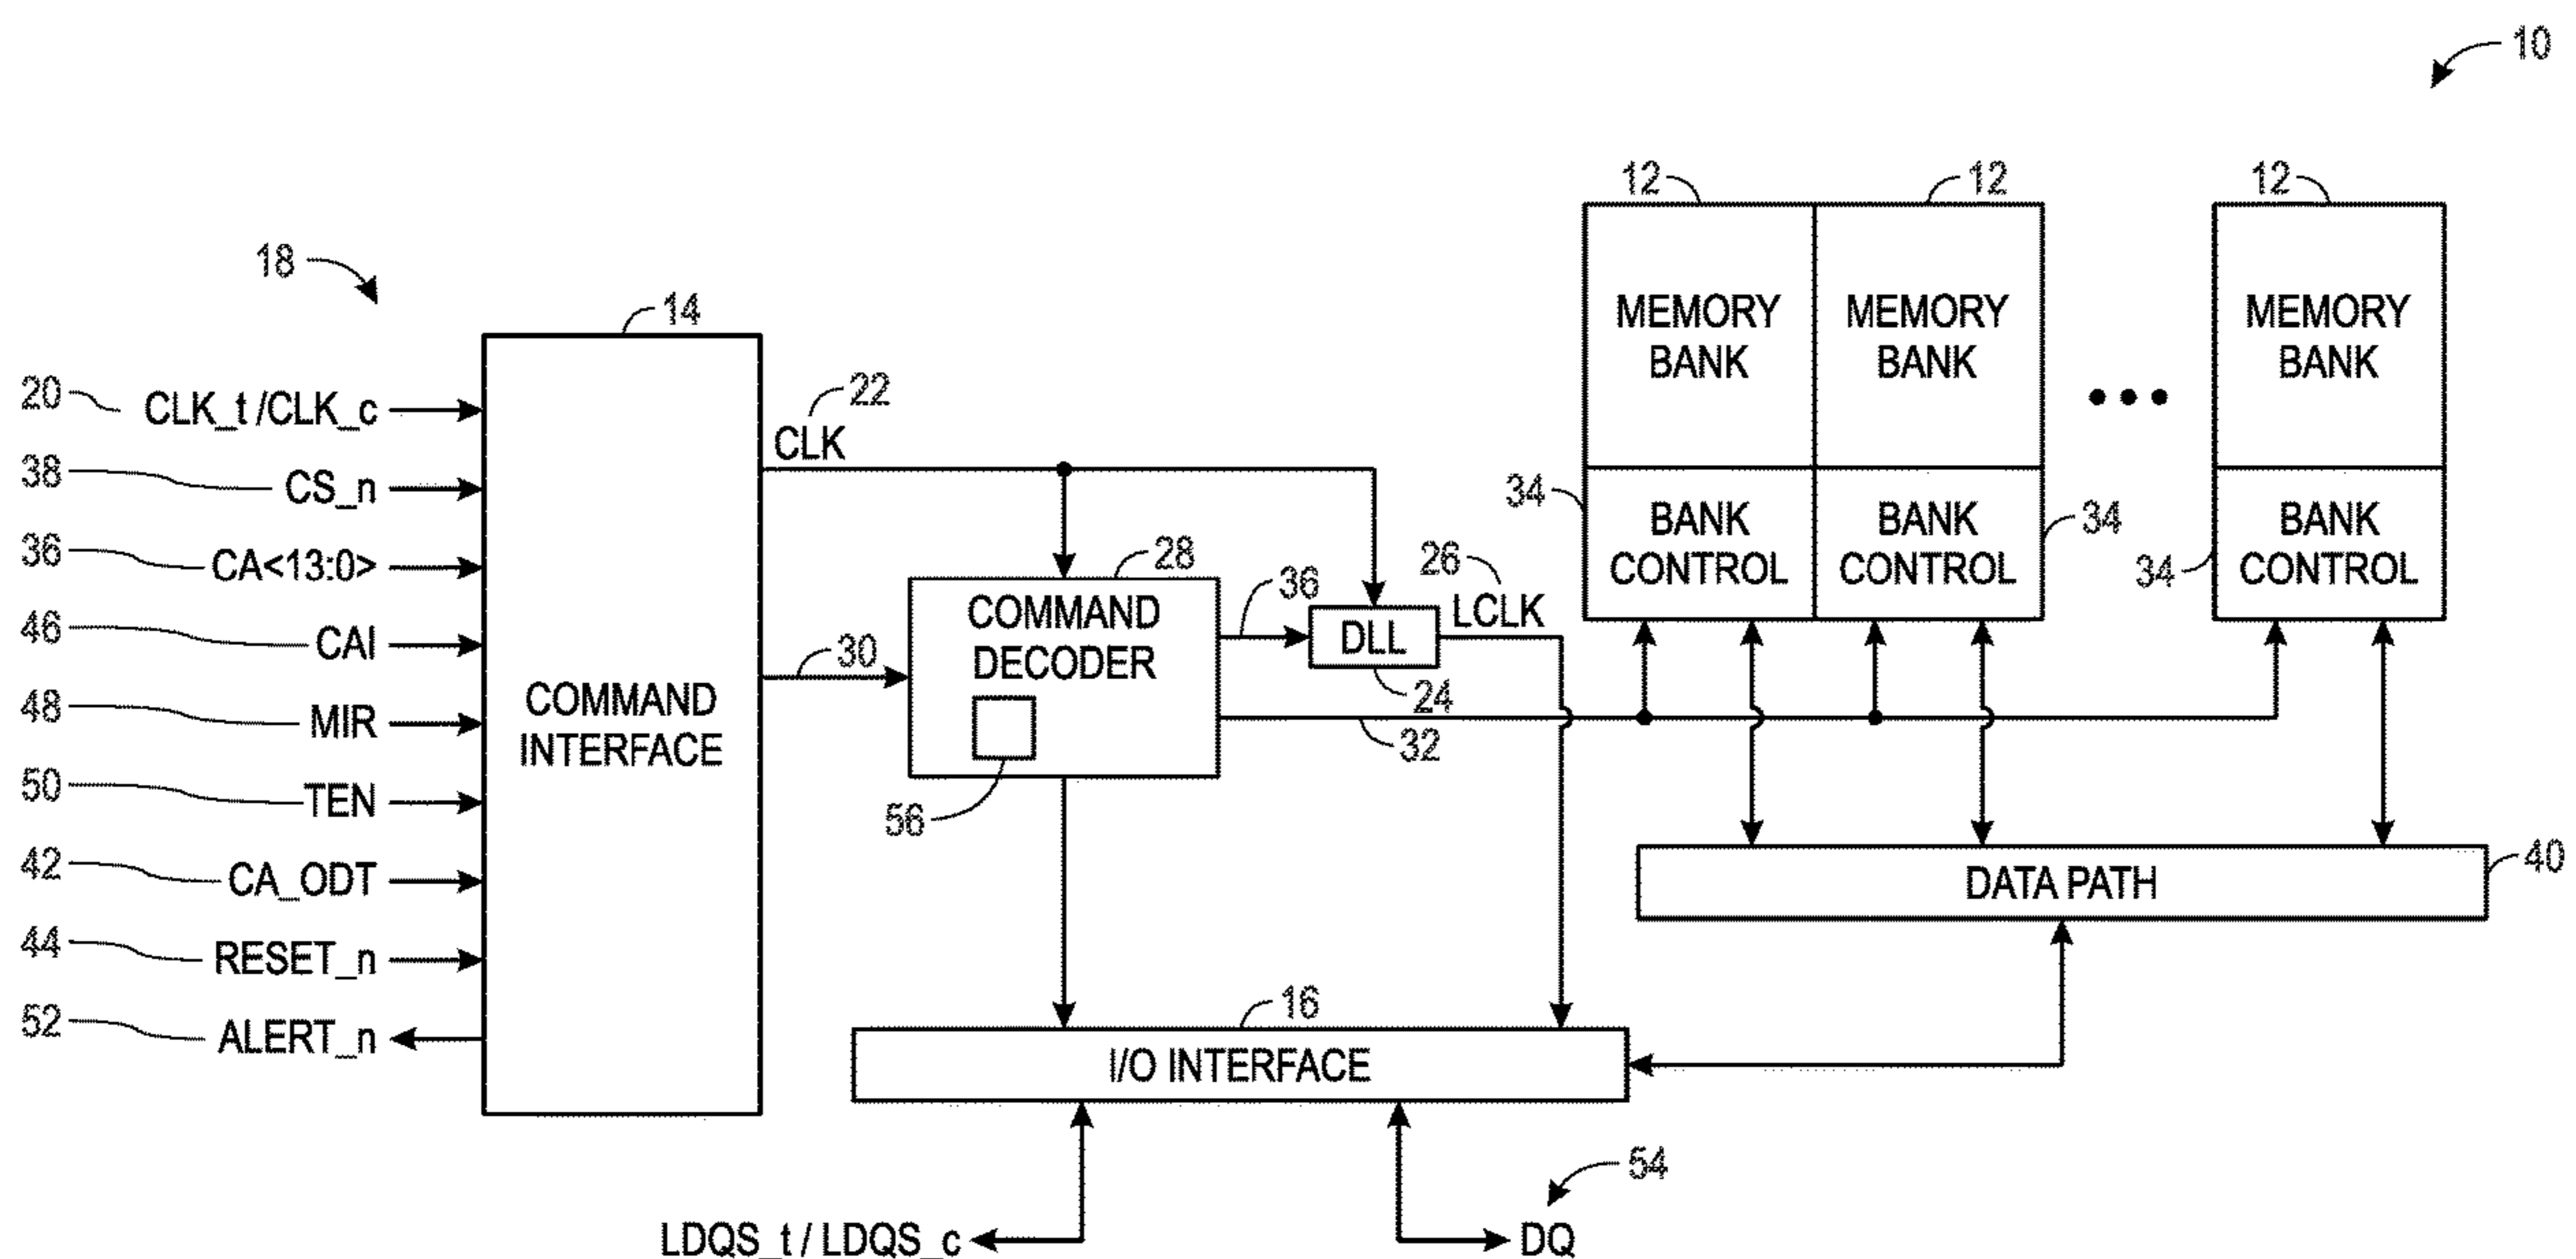 10
12 12 12
18
14
MEMORY BANK MEMORY BANK MEMORY BANK
20 CLK_t /CLK_c
22
CLK
38 CS_n
34 BANK CONTROL BANK CONTROL 34
34 BANK CONTROL
36 CA<13:0>
28
36
26
LCLK
COMMAND
DECODER
DLL
24
46 CAI
30
48 MIR
COMMAND
INTERFACE
32
50 TEN
56
42 CA_ODT
DATA PATH
40
44 RESET_n
16
52 ALERT_n
I/O INTERFACE
54
LDQS_t / LDQS_c
DQ